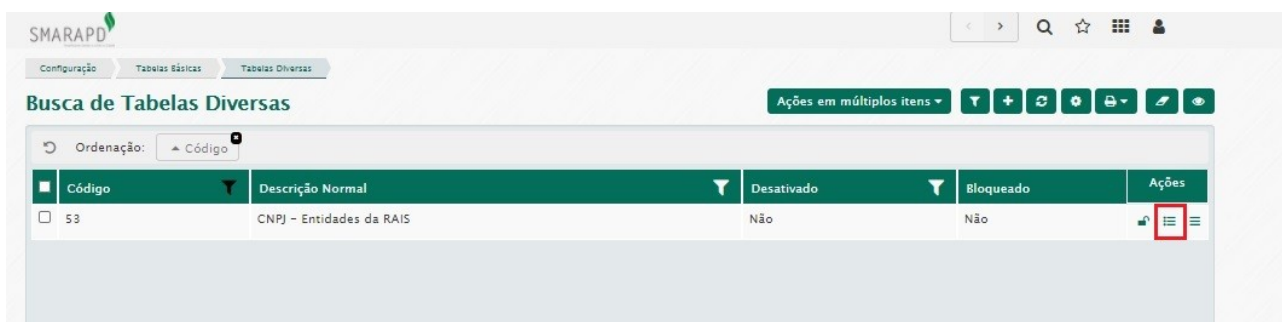 SMARAPD
Configuração Tabelas Básicas Tabelas Diversas
Busca de Tabelas Diversas
Ações em múltiplos itens
Ordenação: Código
Código Descrição Normal Desativado Bloqueado Ações
53 CNPJ - Entidades da RAIS Não Não